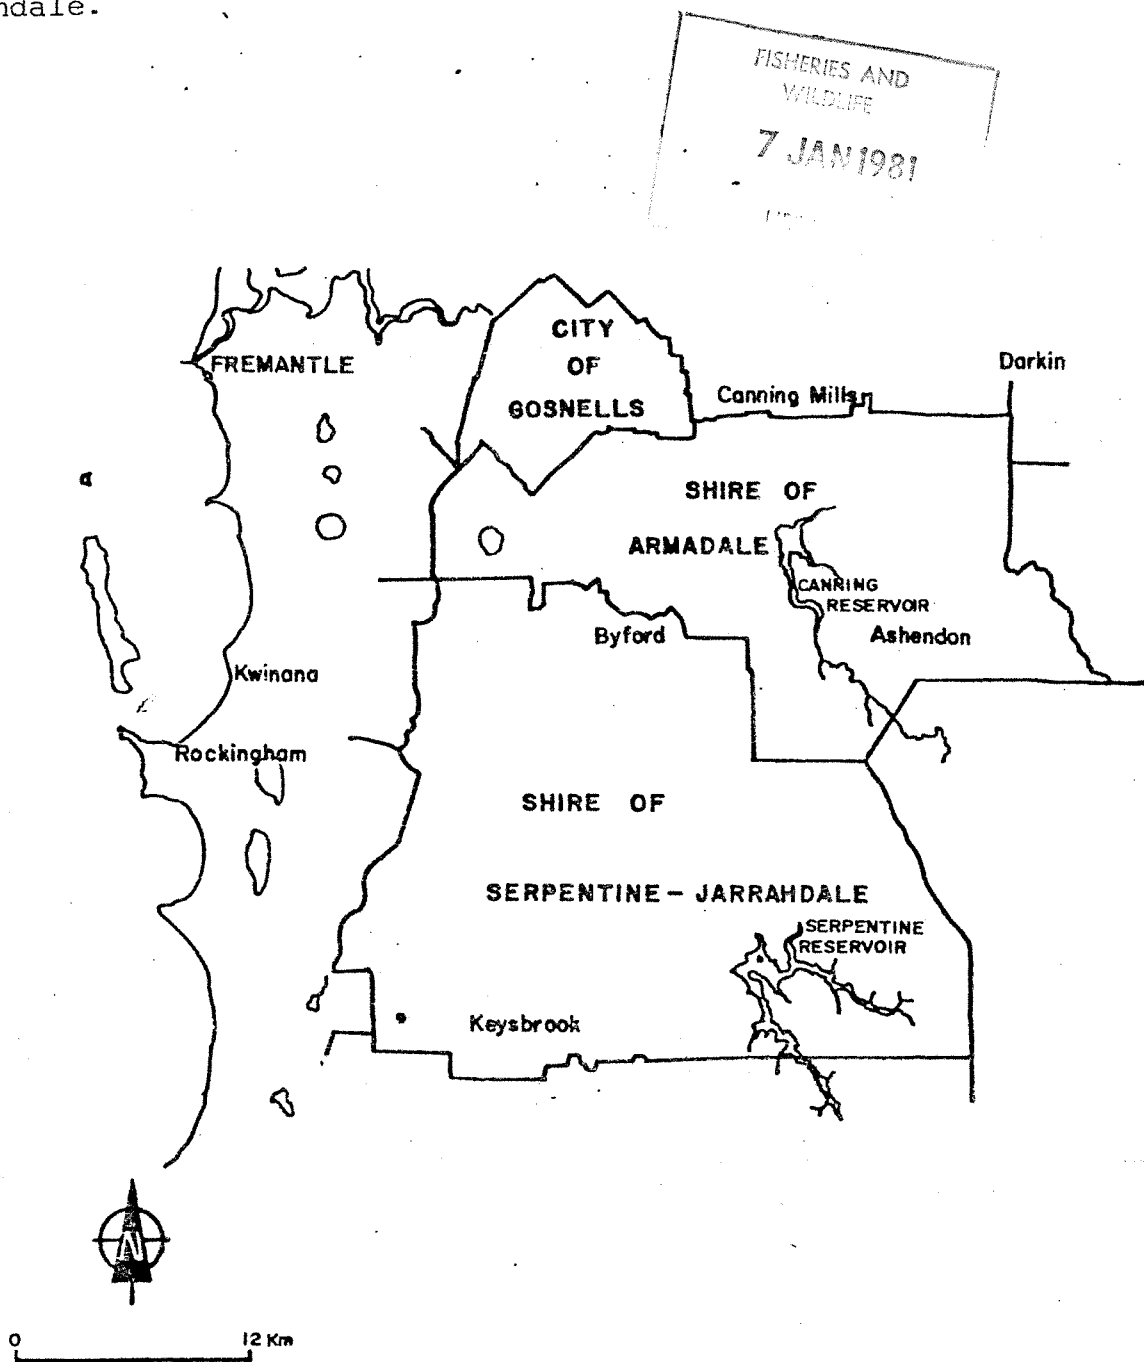 ndale.
FISHERIES AND
WILDLIFE
7 JAN 1981
CITY
OF
GOSNELLS
FREMANTLE
Darkin
Canning Mills
SHIRE OF
ARMADALE
CANNING
RESERVOIR
Byford
Ashendon
Kwinana
Rockingham
SHIRE OF
SERPENTINE - JARRAHDALE
SERPENTINE
RESERVOIR
Keysbrook
N
0 12 Km